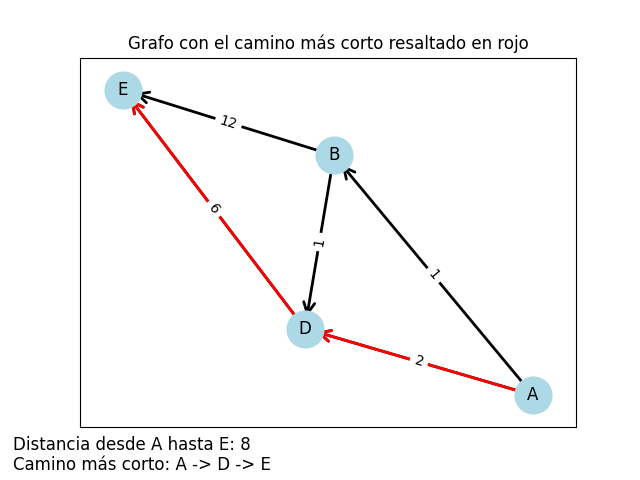 Grafo con el camino más corto resaltado en rojo
E
12
B
6
1
1
D
2
A
Distancia desde A hasta E: 8
Camino más corto: A -> D -> E